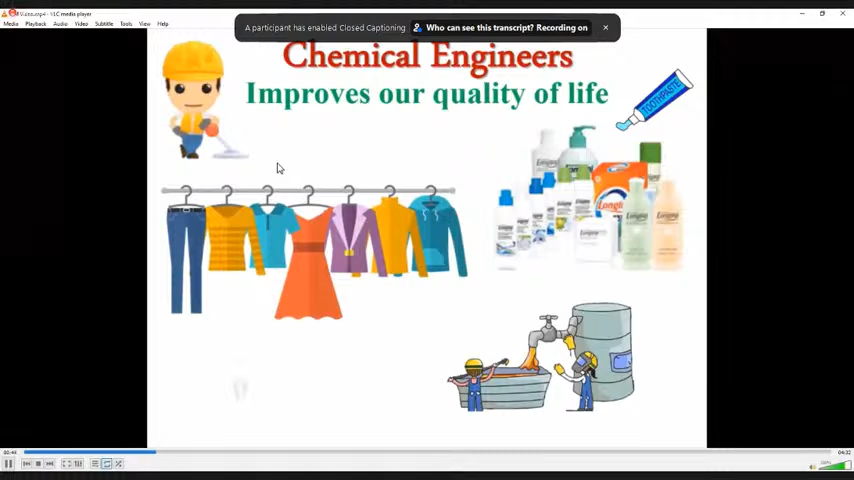 Media Playback Audio Video Subtitle Tools View Help
A participant has enabled Closed Captioning
Who can see this transcript? Recording on
Chemical Engineers
Improves our quality of life
TOOTHPASTE
00:48
04:32